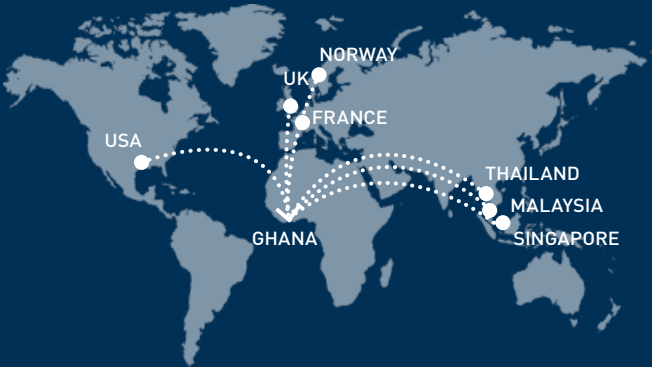 NORWAY
UK
FRANCE
USA
THAILAND
MALAYSIA
GHANA
SINGAPORE